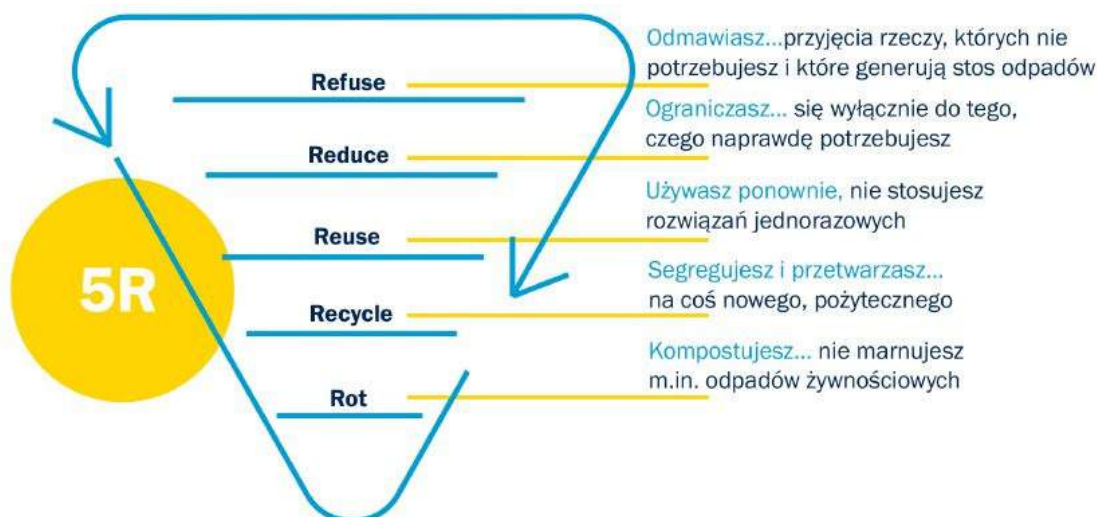 Refuse
Odmawiasz...przyjęcia rzeczy, których nie
potrzebujesz i które generują stos odpadów
Reduce
Ograniczasz... się wyłącznie do tego,
czego naprawdę potrzebujesz
5R
Reuse
Używasz ponownie, nie stosujesz
rozwiązań jednorazowych
Recycle
Segregujesz i przetwarzasz...
na coś nowego, pożytecznego
Rot
Kompostujesz... nie marnujesz
m.in. odpadów żywnościowych